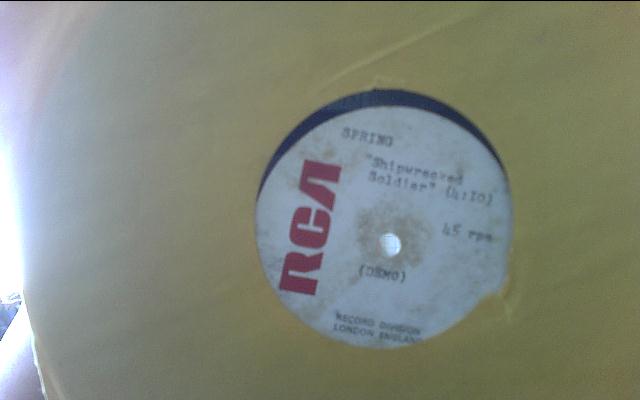 SPRING
"Shipwrecked
Soldier" (4:10)
RCA
45 rpm
(DEMO)
RECORD DIVISION
LONDON ENGLAND